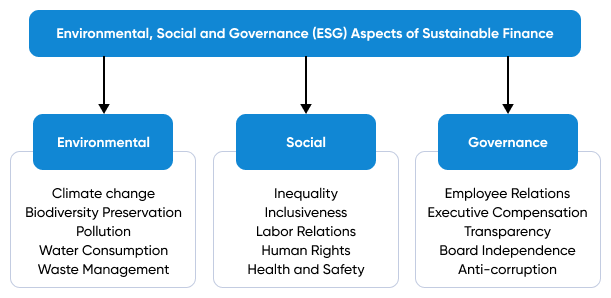 Environmental, Social and Governance (ESG) Aspects of Sustainable Finance
Environmental
Climate change
Biodiversity Preservation
Pollution
Water Consumption
Waste Management
Social
Inequality
Inclusiveness
Labor Relations
Human Rights
Health and Safety
Governance
Employee Relations
Executive Compensation
Transparency
Board Independence
Anti-corruption